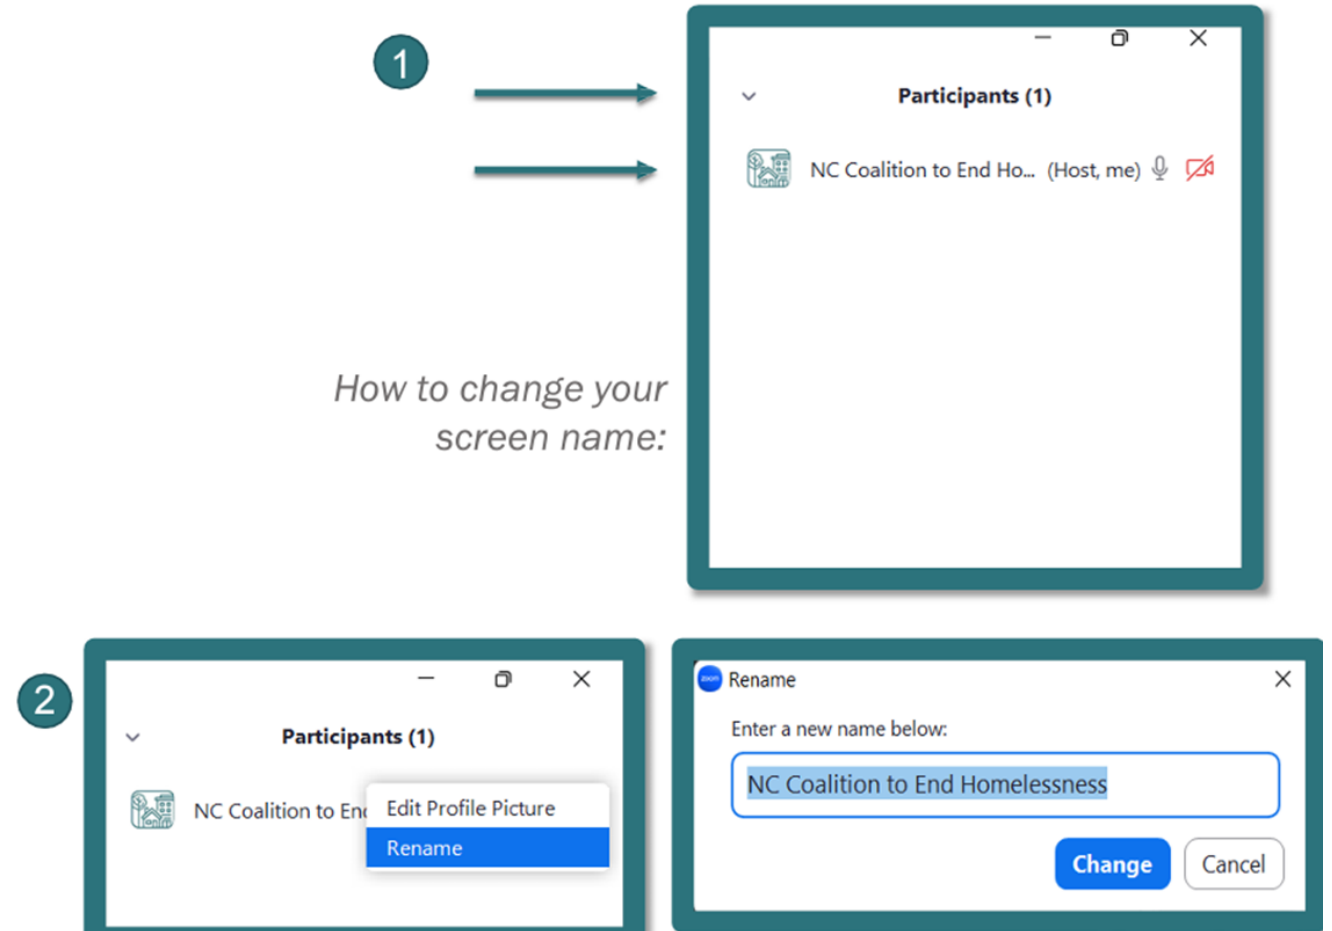 1
Participants (1)
NC Coalition to End Ho... (Host, me)
How to change your
screen name:
2
Participants (1)
NC Coalition to End
Edit Profile Picture
Rename
zoom Rename
Enter a new name below:
NC Coalition to End Homelessness
Change Cancel